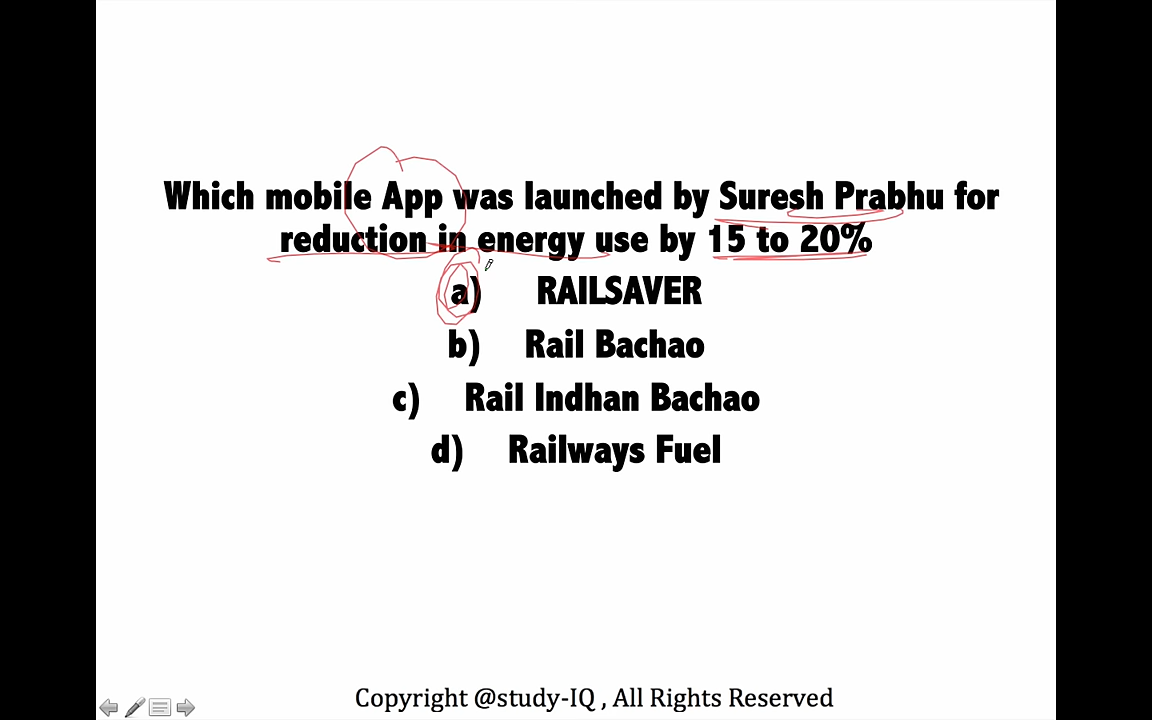 Which mobile App was launched by Suresh Prabhu for
reduction in energy use by 15 to 20%
a) RAILSAVER
b) Rail Bachao
c) Rail Indhan Bachao
d) Railways Fuel
Copyright @study-IQ , All Rights Reserved